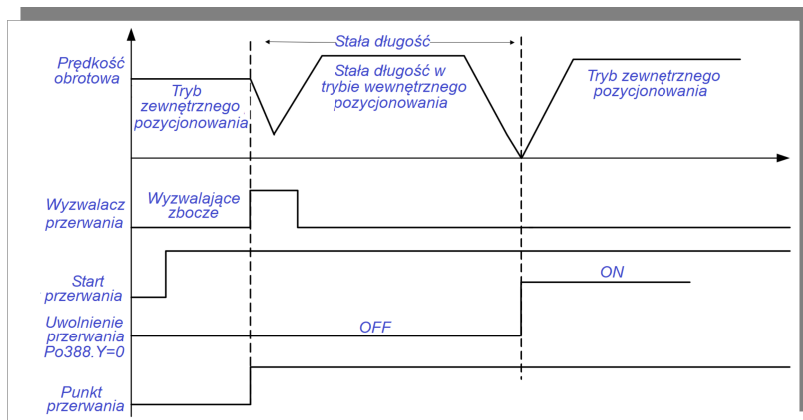 Stała długość
Prędkość
obrotowa
Tryb
zewnętrznego
pozycjonowania
Stała długość w
trybie wewnętrznego
pozycjonowania
Tryb zewnętrznego
pozycjonowania
Wyzwalacz
przerwania
Wyzwalające
zbocze
Start
przerwania
ON
Uwolnienie
przerwania
Po388.Y=0
OFF
Punkt
przerwania